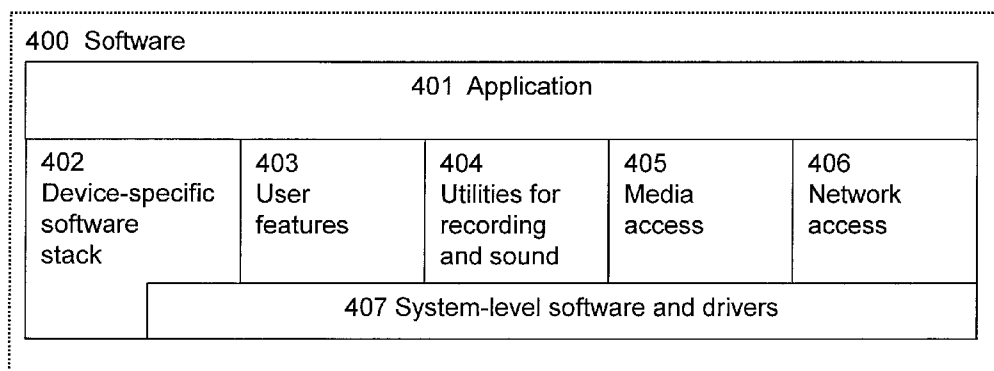 400 Software
401 Application
402
Device-specific
software
stack
403
User
features
404
Utilities for
recording
and sound
405
Media
access
406
Network
access
407 System-level software and drivers